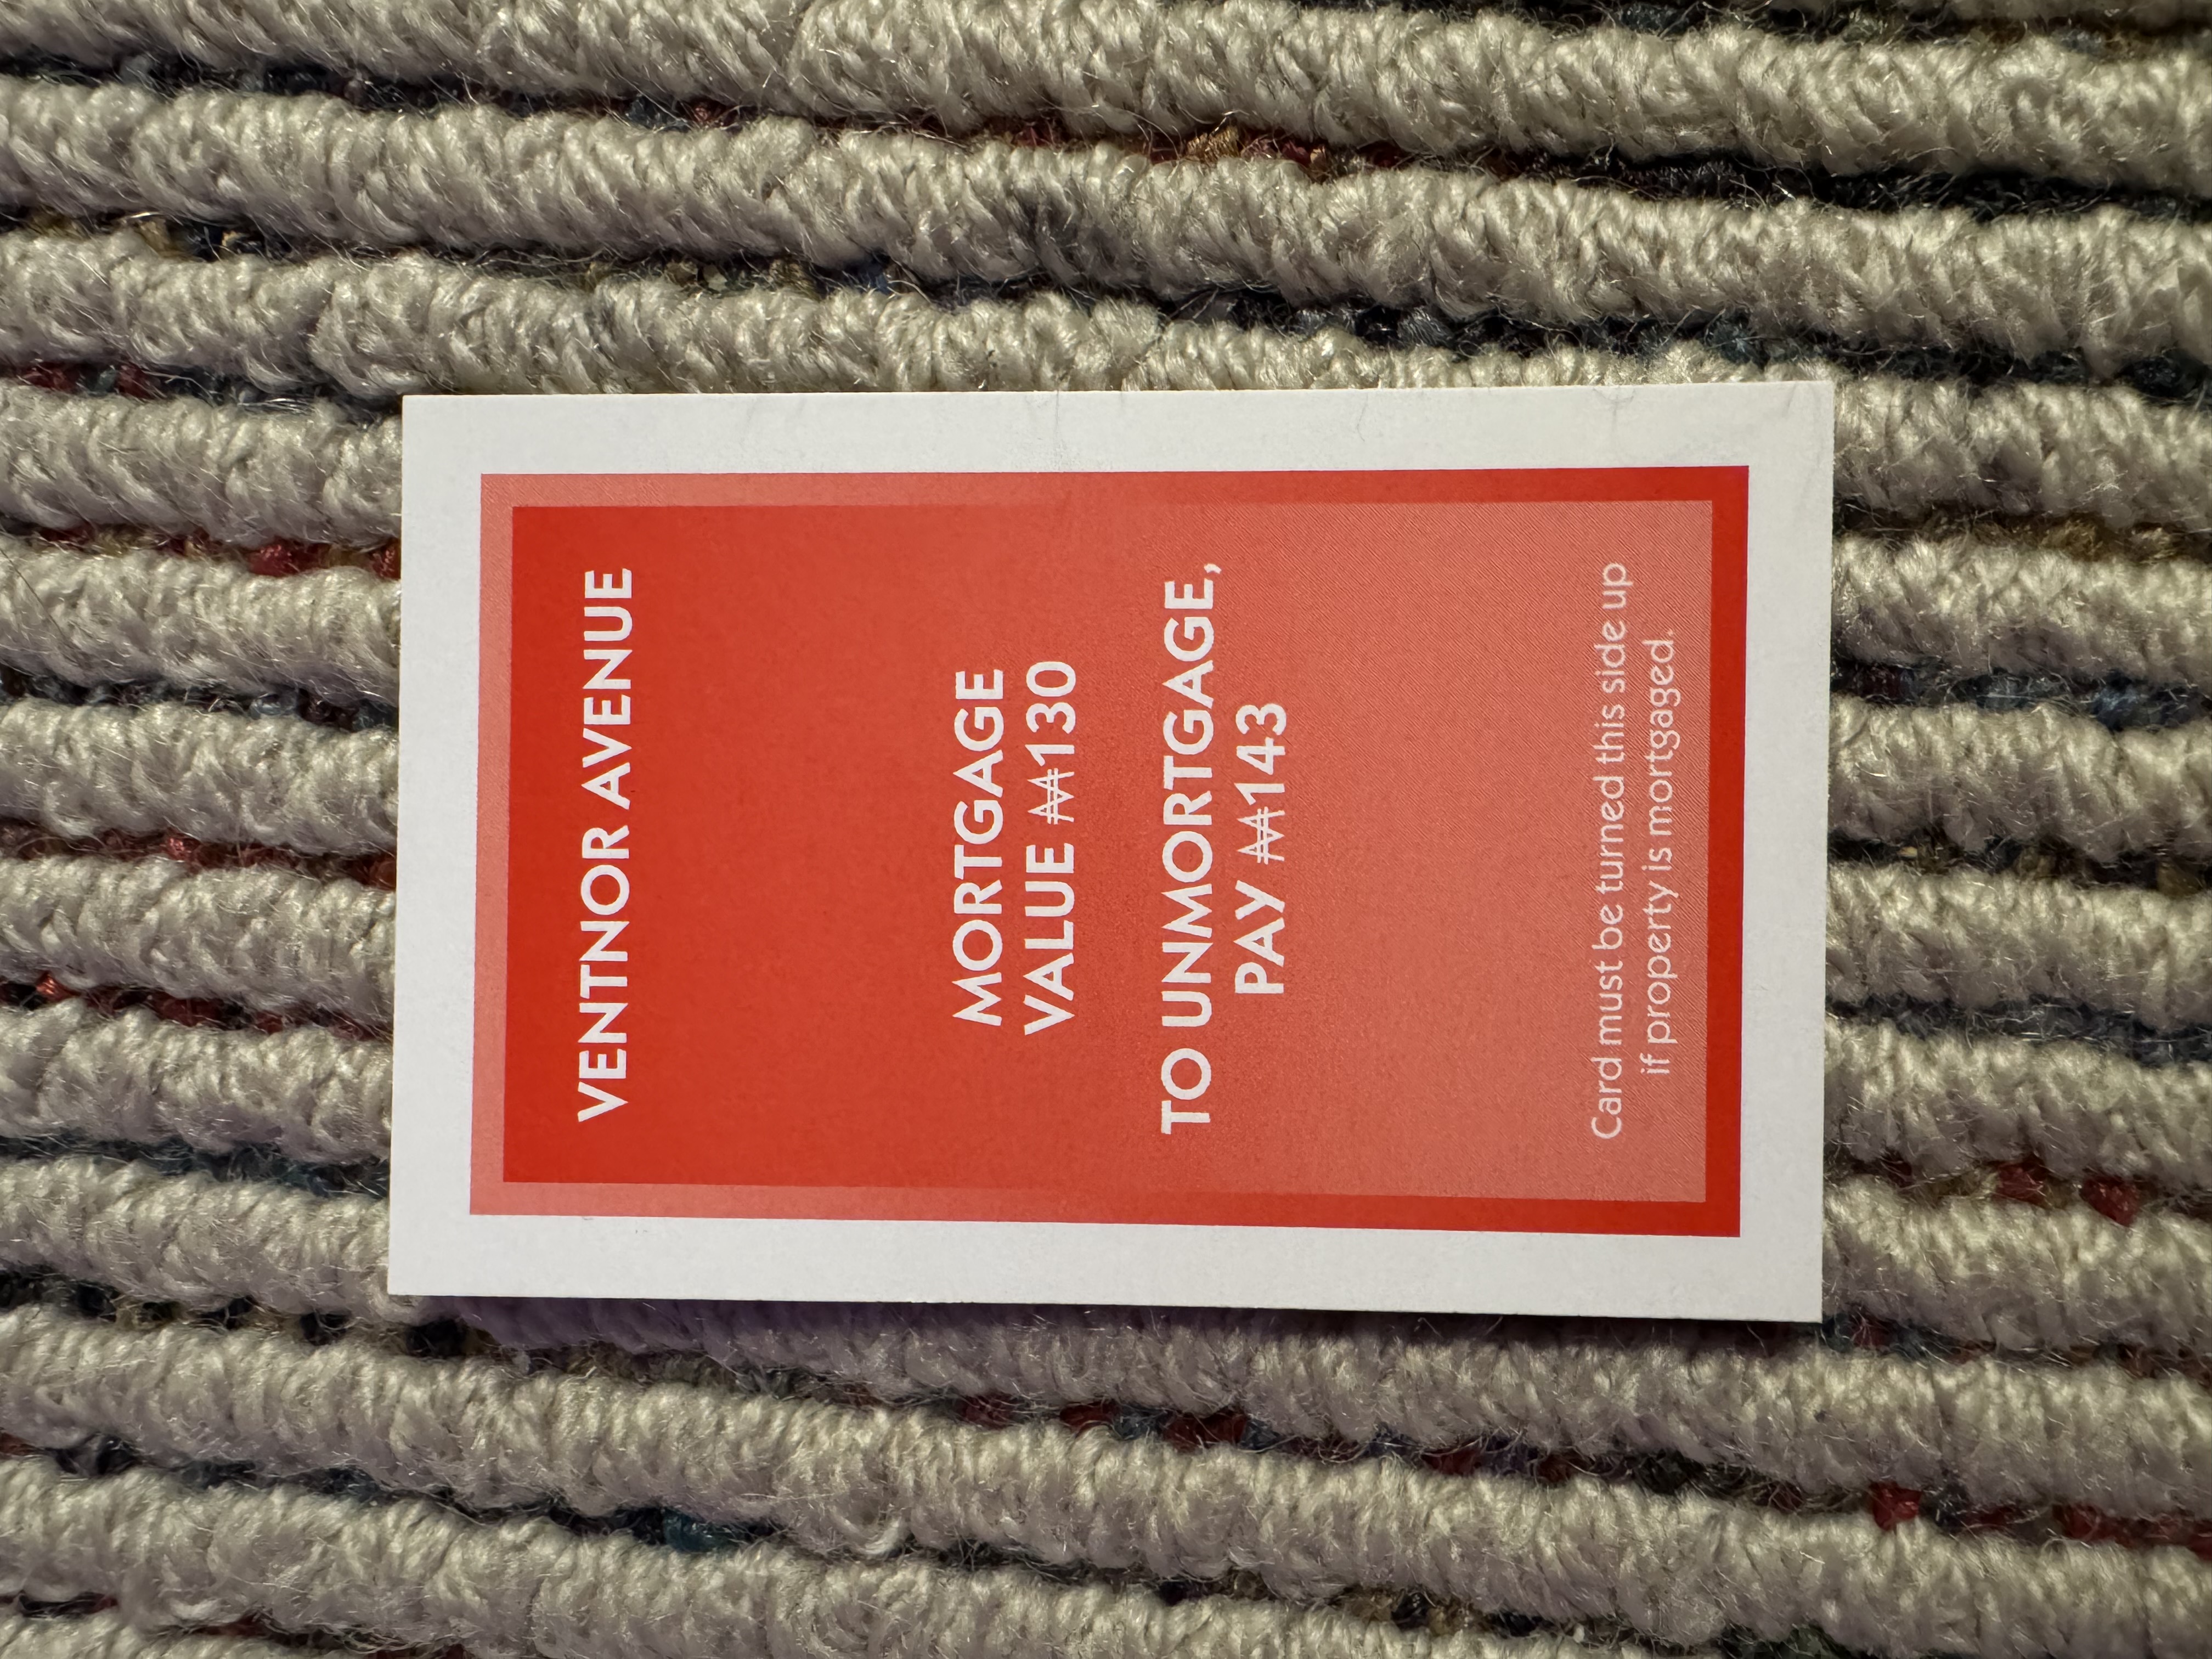 VENTNOR AVENUE
MORTGAGE
VALUE ₩130
TO UNMORTGAGE,
PAY ₩143
Card must be turned this side up
if property is mortgaged.